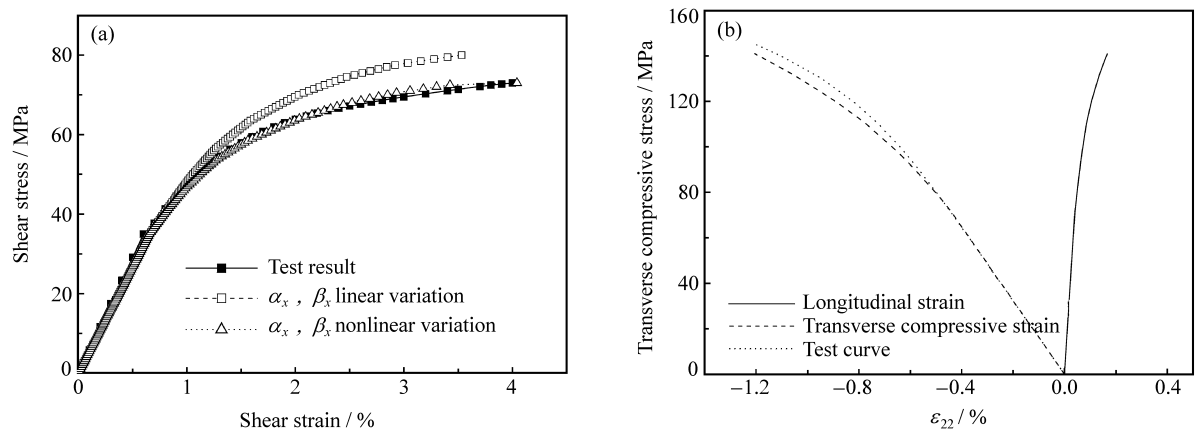 (a)
80
60
40
20
0
0
1
2
3
4
Shear stress / MPa
Shear strain / %
Test result
αx , βx linear variation
αx , βx nonlinear variation
(b)
160
120
80
40
0
−1.2
−0.8
−0.4
0.0
0.4
Transverse compressive stress / MPa
ε22 / %
Longitudinal strain
Transverse compressive strain
Test curve